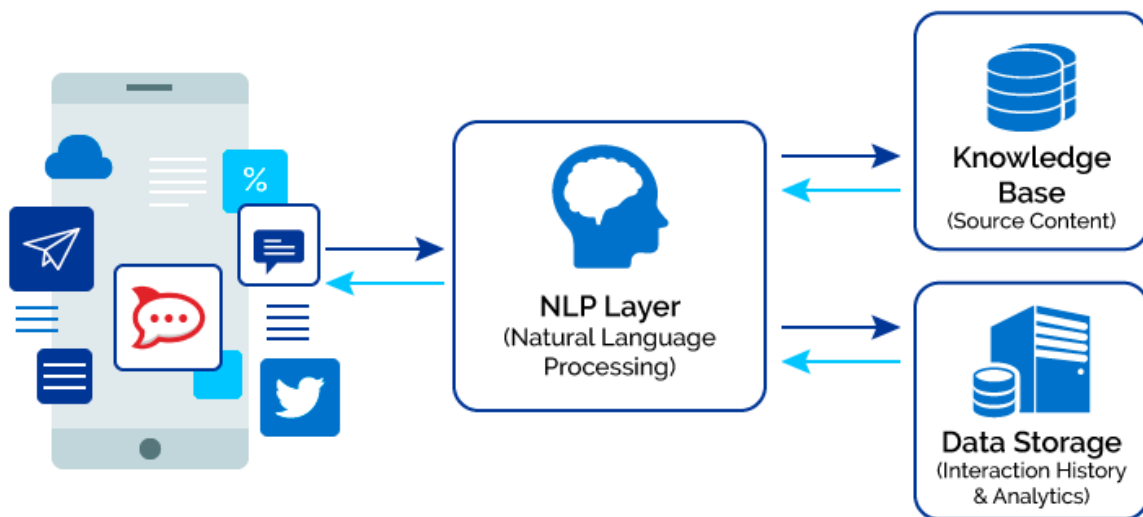 %
NLP Layer
(Natural Language
Processing)
Knowledge
Base
(Source Content)
Data Storage
(Interaction History
& Analytics)